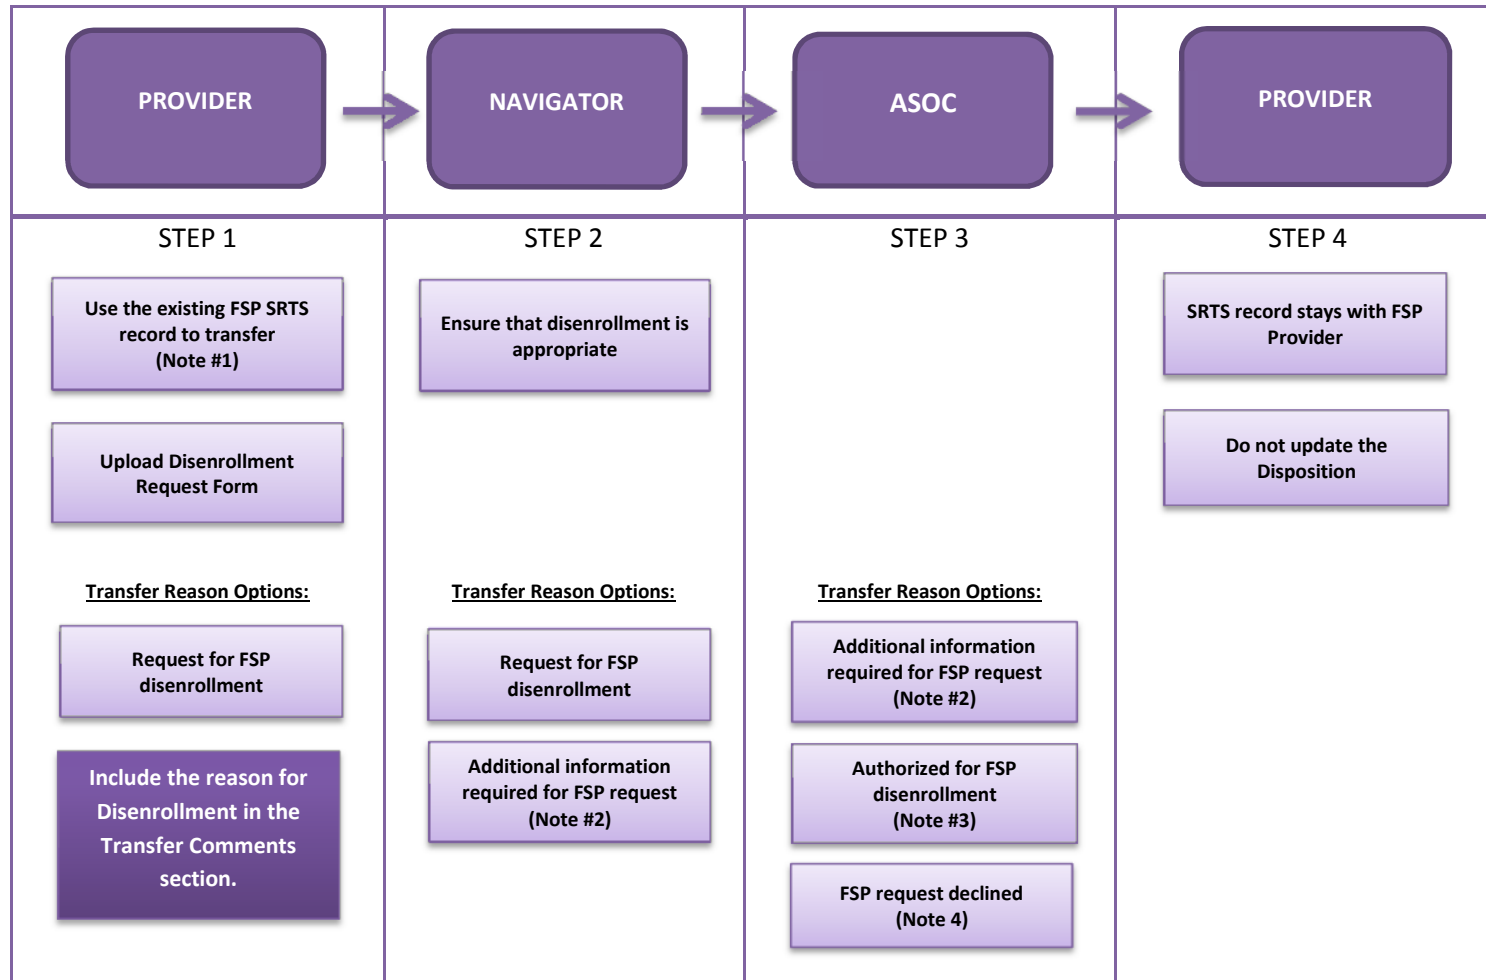 PROVIDER
NAVIGATOR
ASOC
PROVIDER
STEP 1
Use the existing FSP SRTS
record to transfer
(Note #1)
Upload Disenrollment
Request Form
Transfer Reason Options:
Request for FSP
disenrollment
Include the reason for
Disenrollment in the
Transfer Comments
section.
STEP 2
Ensure that disenrollment is
appropriate
Transfer Reason Options:
Request for FSP
disenrollment
Additional information
required for FSP request
(Note #2)
STEP 3
Transfer Reason Options:
Additional information
required for FSP request
(Note #2)
Authorized for FSP
disenrollment
(Note #3)
FSP request declined
(Note 4)
STEP 4
SRTS record stays with FSP
Provider
Do not update the
Disposition